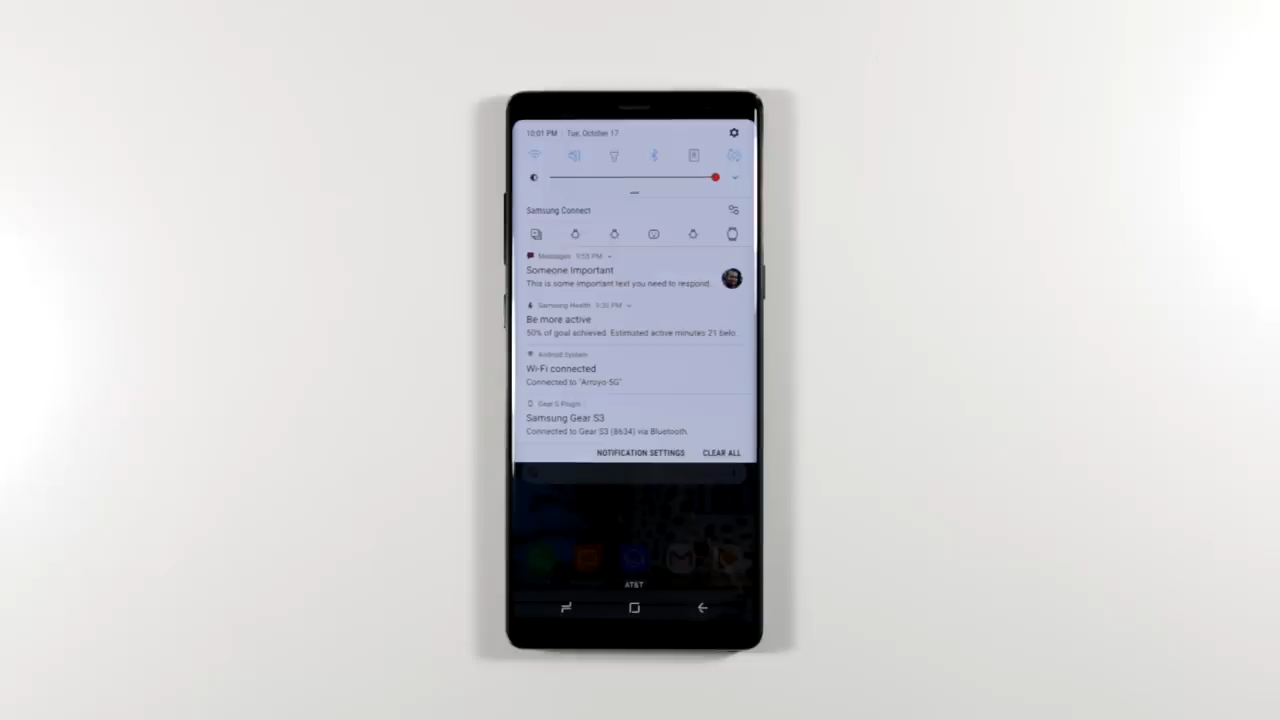 10:01 PM | Tue, October 17
Samsung Connect
Messages 9:53 PM
Someone Important
This is some important text you need to respond.
Samsung Health 9:30 PM
Be more active
50% of goal achieved. Estimated active minutes 21 belo...
Android System
Wi-Fi connected
Connected to "Arroyo-5G"
Gear S Plugin
Samsung Gear S3
Connected to Gear S3 (8634) via Bluetooth.
NOTIFICATION SETTINGS CLEAR ALL
AT&T